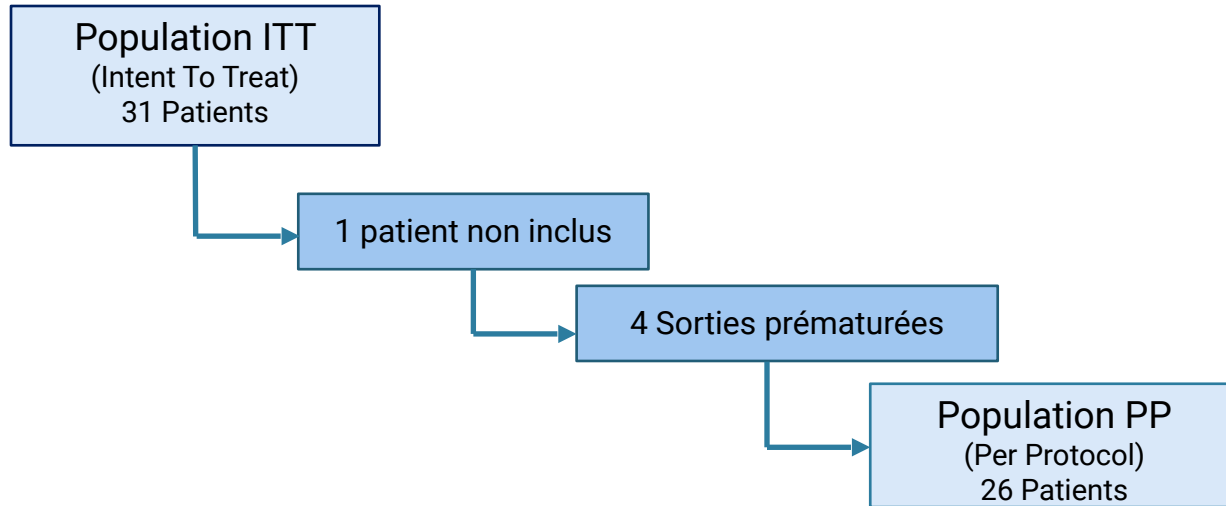 Population ITT
(Intent To Treat)
31 Patients
1 patient non inclus
4 Sorties prématurées
Population PP
(Per Protocol)
26 Patients